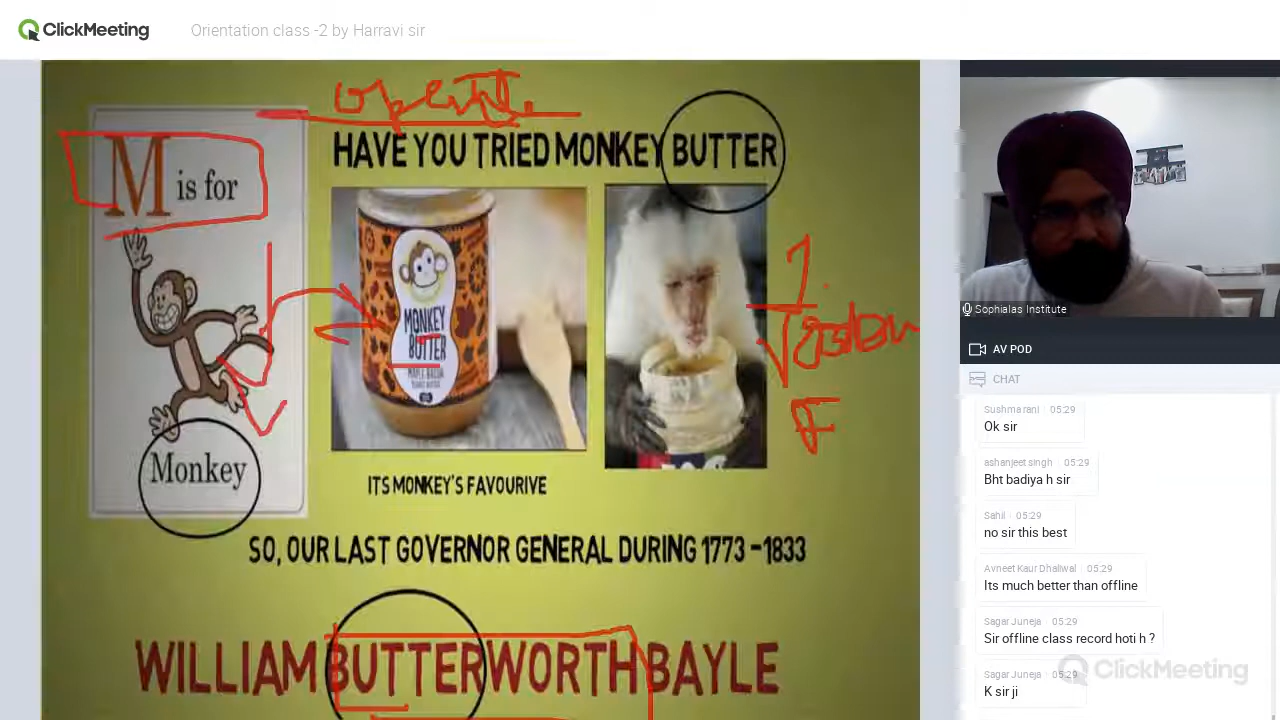 ClickMeeting
Orientation class -2 by Harravi sir
M is for
Monkey
HAVE YOU TRIED MONKEY BUTTER
MONKEY
BUTTER
ITS MONKEY'S FAVOURIVE
SO, OUR LAST GOVERNOR GENERAL DURING 1773 -1833
WILLIAM BUTTERWORTH BAYLE
Sophialas Institute
AV POD
CHAT
Sushma rani 05:29
Ok sir
ashanjeet singh 05:29
Bht badiya h sir
Sahil 05:29
no sir this best
Avneet Kaur Dhaliwal 05:29
Its much better than offline
Sagar Juneja 05:29
Sir offline class record hoti h ?
Sagar Juneja 05:29
K sir ji
ClickMeeting